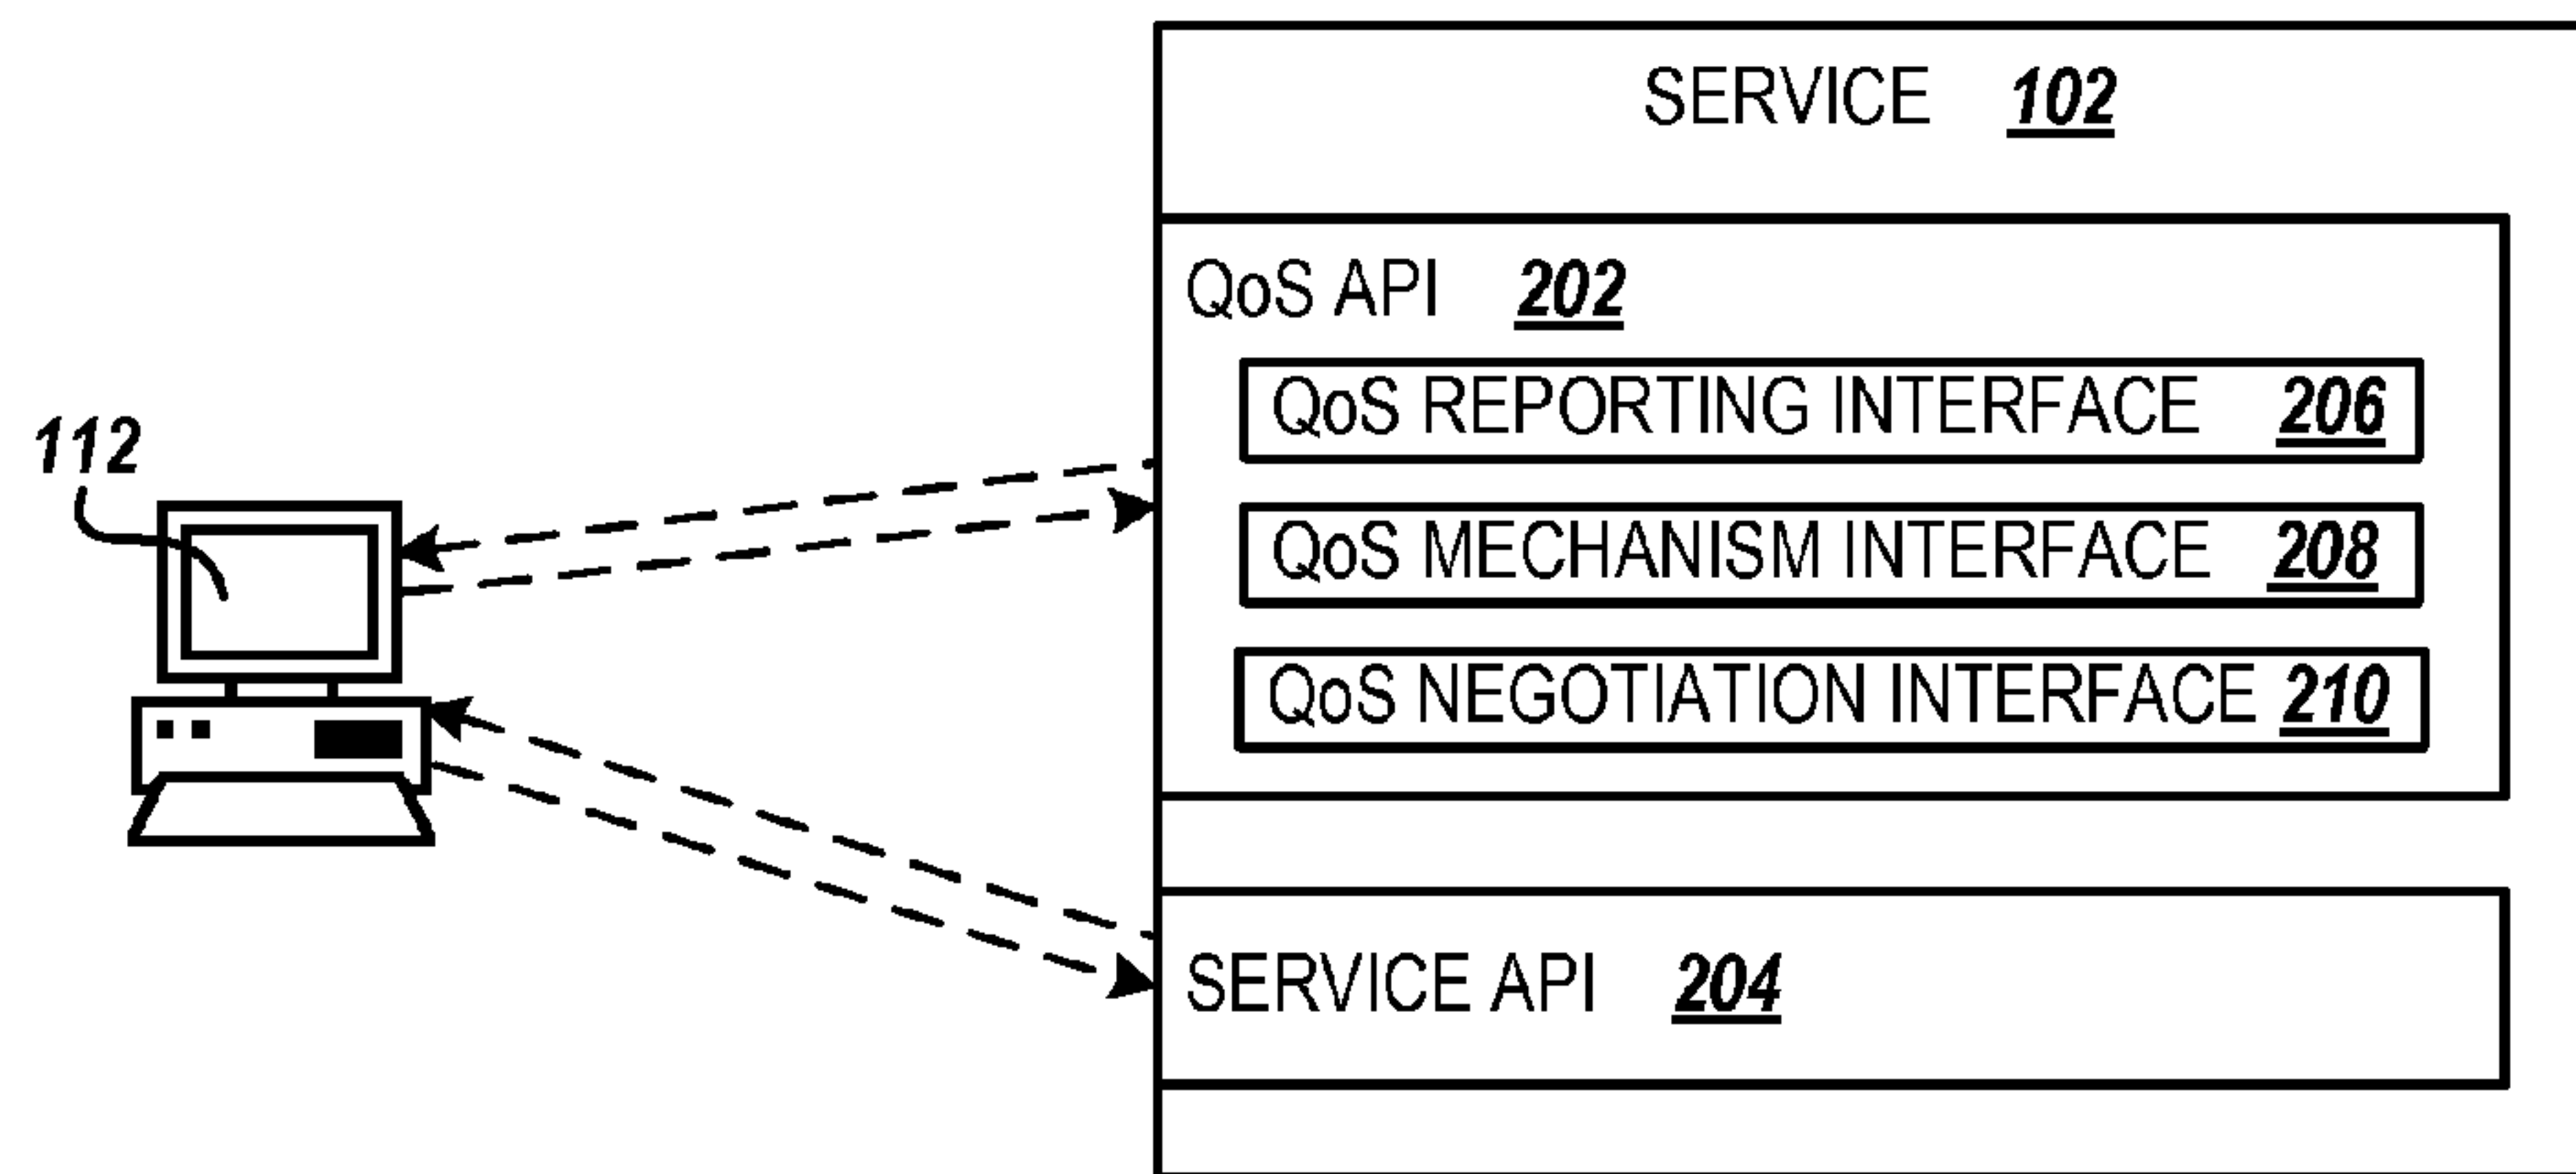 SERVICE 102
QoS API 202
QoS REPORTING INTERFACE 206
112
QoS MECHANISM INTERFACE 208
QoS NEGOTIATION INTERFACE 210
SERVICE API 204